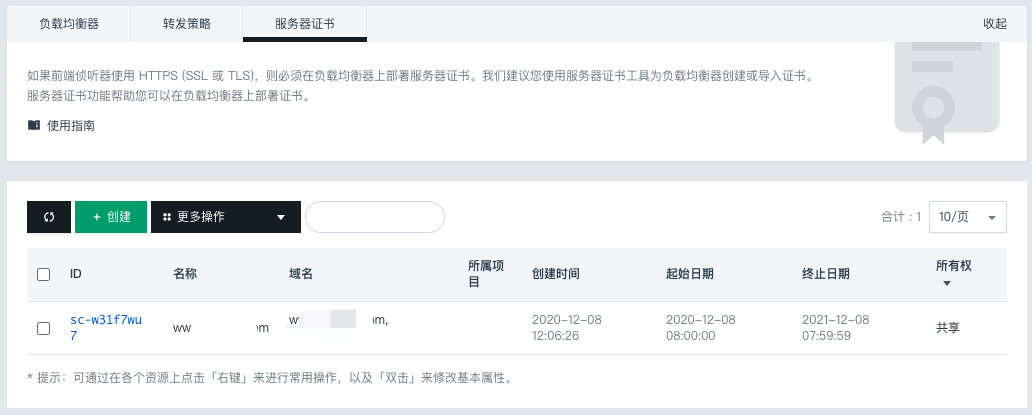 负载均衡器 转发策略 服务器证书 收起
如果前端侦听器使用 HTTPS (SSL 或 TLS)，则必须在负载均衡器上部署服务器证书。我们建议您使用服务器证书工具为负载均衡器创建或导入证书。
服务器证书功能帮助您可以在负载均衡器上部署证书。
使用指南
+ 创建 更多操作 合计：1 10/页
ID 名称 域名 所属项目 创建时间 起始日期 终止日期 所有权
sc-w31f7wu7 2020-12-08 12:06:26 2020-12-08 08:00:00 2021-12-08 07:59:59 共享
* 提示：可通过在各个资源上点击「右键」来进行常用操作，以及「双击」来修改基本属性。